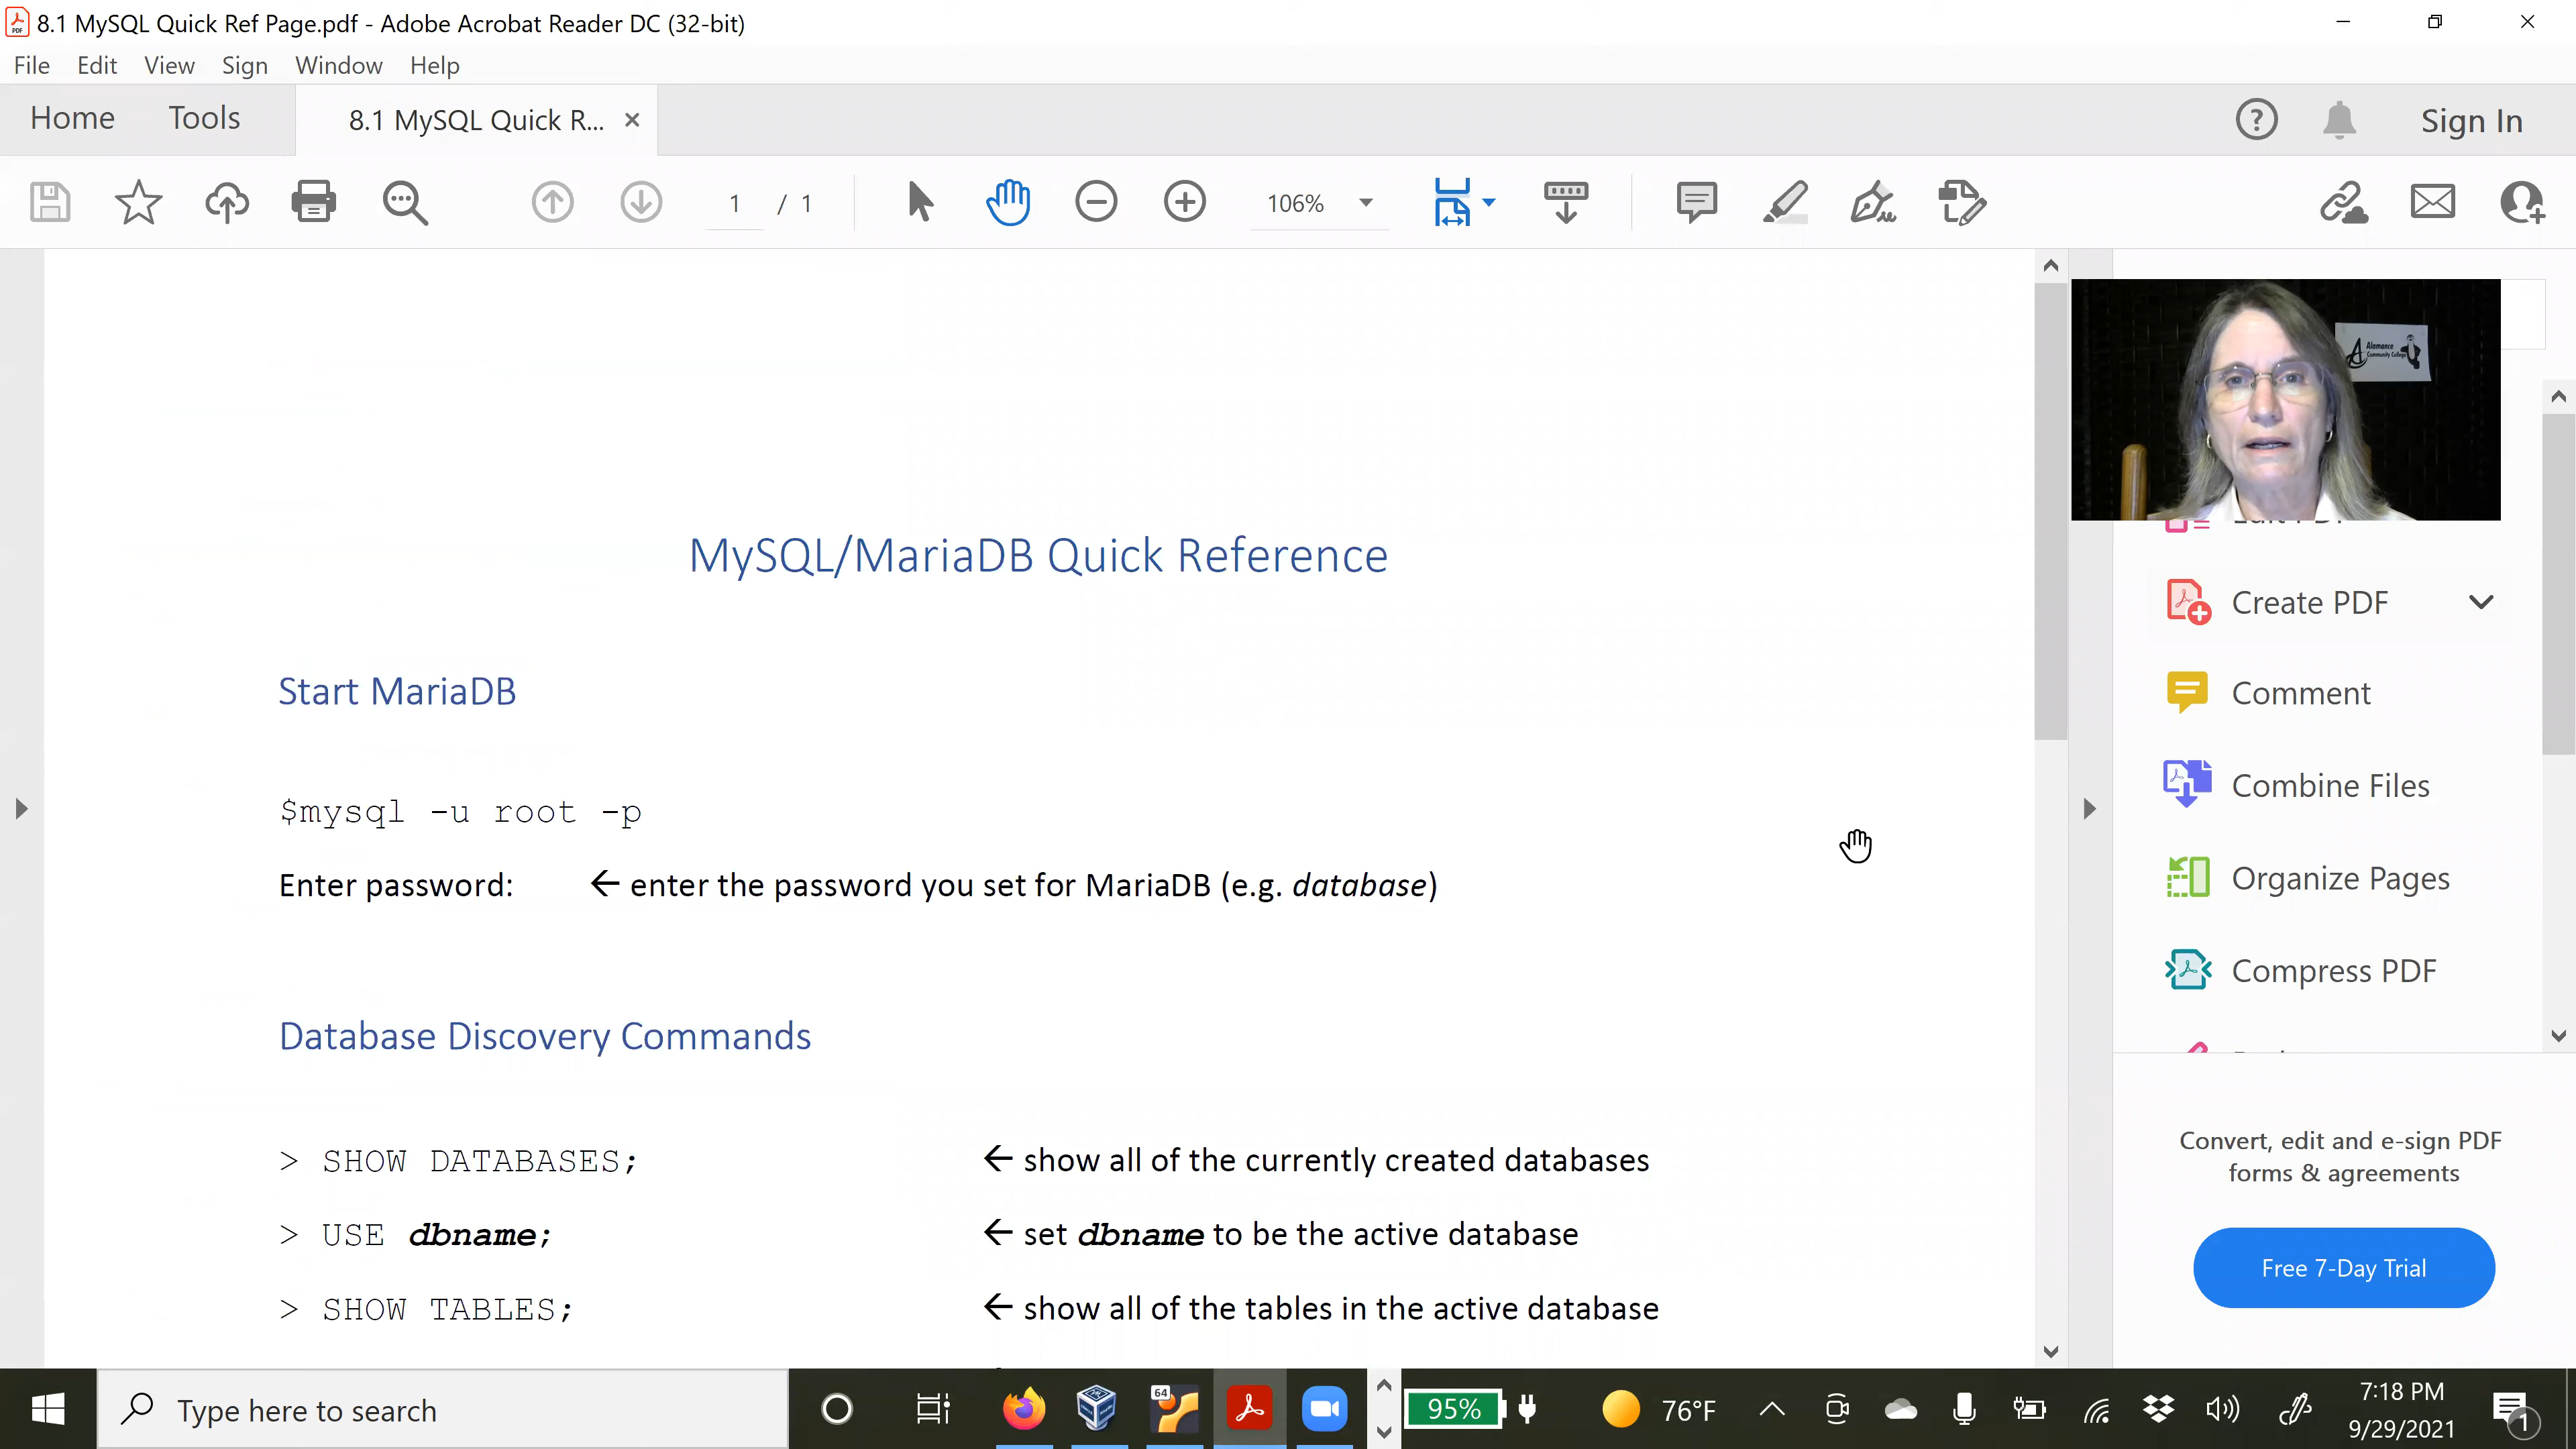 8.1 MySQL Quick Ref Page.pdf - Adobe Acrobat Reader DC (32-bit)
File Edit View Sign Window Help
Home Tools 8.1 MySQL Quick R... Sign In
1 / 1 106%
Alamance
Community College
MySQL/MariaDB Quick Reference
Start MariaDB
$mysql -u root -p
Enter password: ← enter the password you set for MariaDB (e.g. database)
Database Discovery Commands
> SHOW DATABASES; ← show all of the currently created databases
> USE dbname; ← set dbname to be the active database
> SHOW TABLES; ← show all of the tables in the active database
Create PDF
Comment
Combine Files
Organize Pages
Compress PDF
Convert, edit and e-sign PDF
forms & agreements
Free 7-Day Trial
Type here to search
64
95%
76°F
7:18 PM
9/29/2021
1